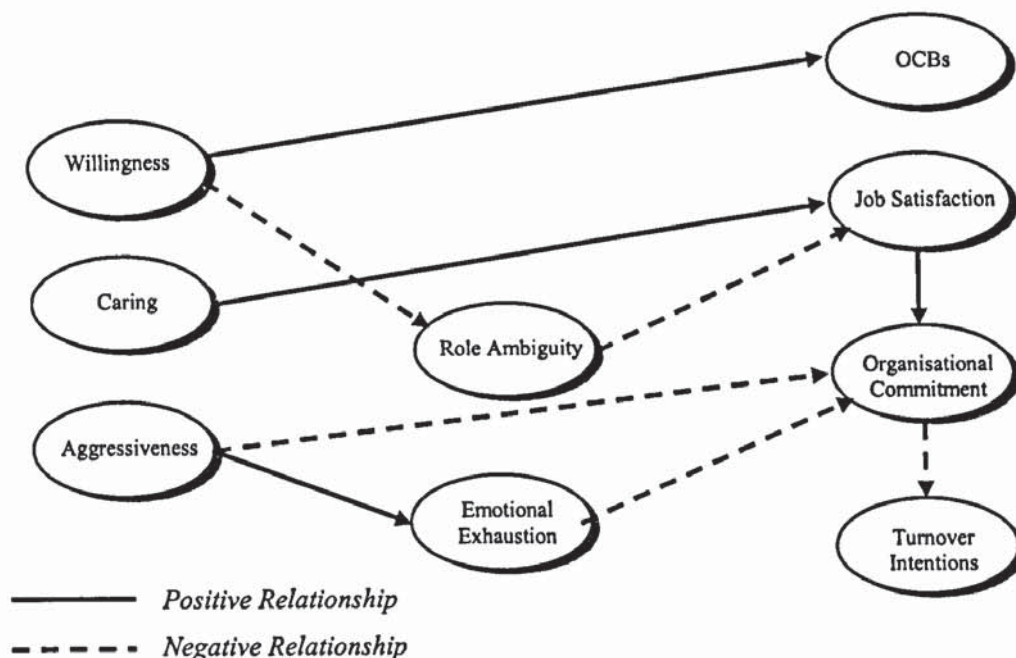 OCBs
Willingness
Job Satisfaction
Caring
Role Ambiguity
Organisational
Commitment
Aggressiveness
Emotional
Exhaustion
Turnover
Intentions
Positive Relationship
Negative Relationship